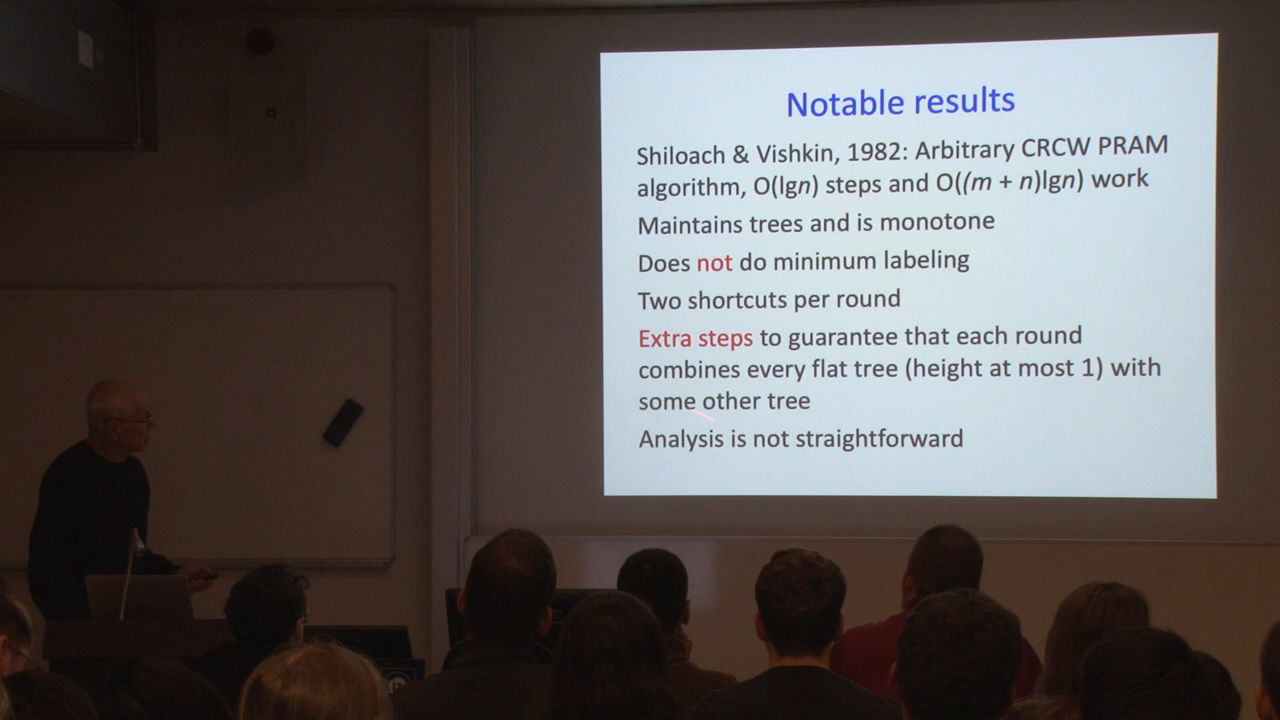 Notable results
Shiloach & Vishkin, 1982: Arbitrary CRCW PRAM
algorithm, O(lgn) steps and O((m + n)lgn) work
Maintains trees and is monotone
Does not do minimum labeling
Two shortcuts per round
Extra steps to guarantee that each round
combines every flat tree (height at most 1) with
some other tree
Analysis is not straightforward